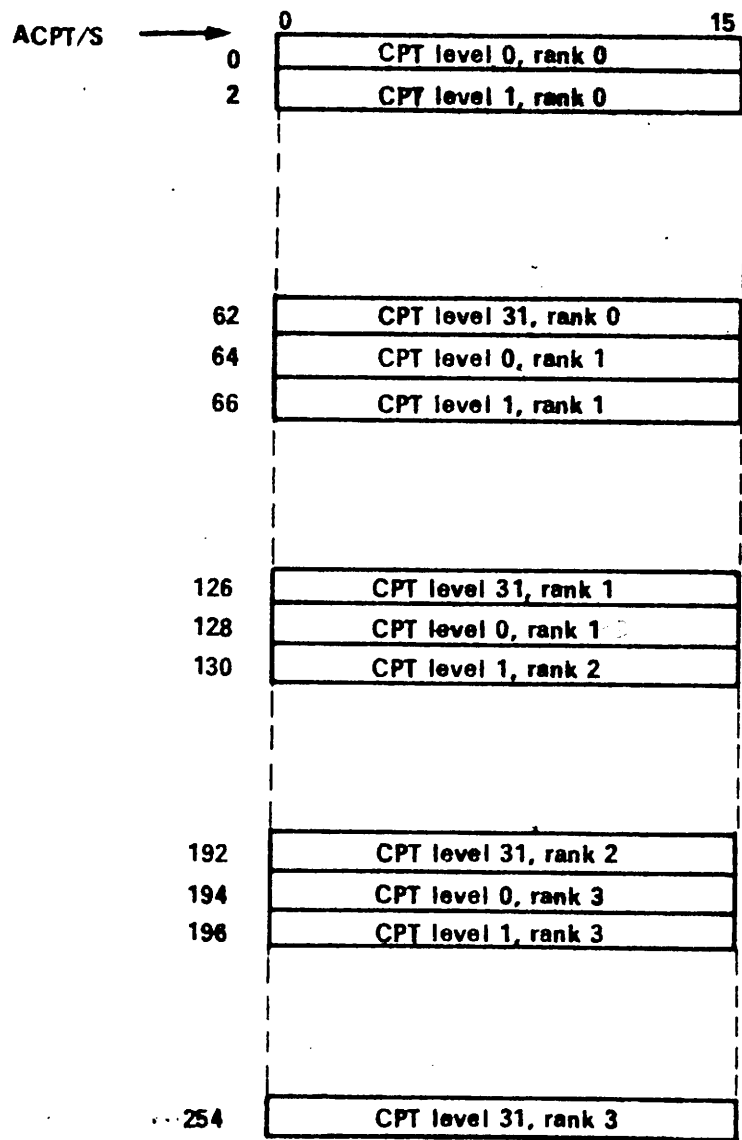 0 15
ACPT/S
0 CPT level 0, rank 0
2 CPT level 1, rank 0
62 CPT level 31, rank 0
64 CPT level 0, rank 1
66 CPT level 1, rank 1
126 CPT level 31, rank 1
128 CPT level 0, rank 1
130 CPT level 1, rank 2
192 CPT level 31, rank 2
194 CPT level 0, rank 3
196 CPT level 1, rank 3
254 CPT level 31, rank 3